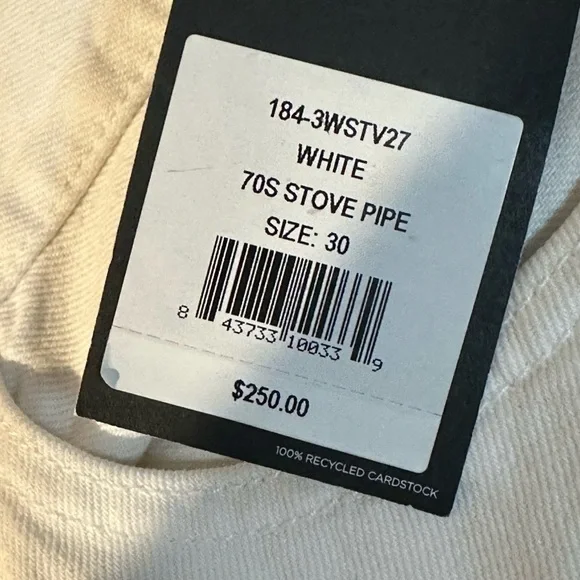 184-3WSTV27
WHITE
70S STOVE PIPE
SIZE: 30
8 43733 10033 9
$250.00
100% RECYCLED CARDSTOCK